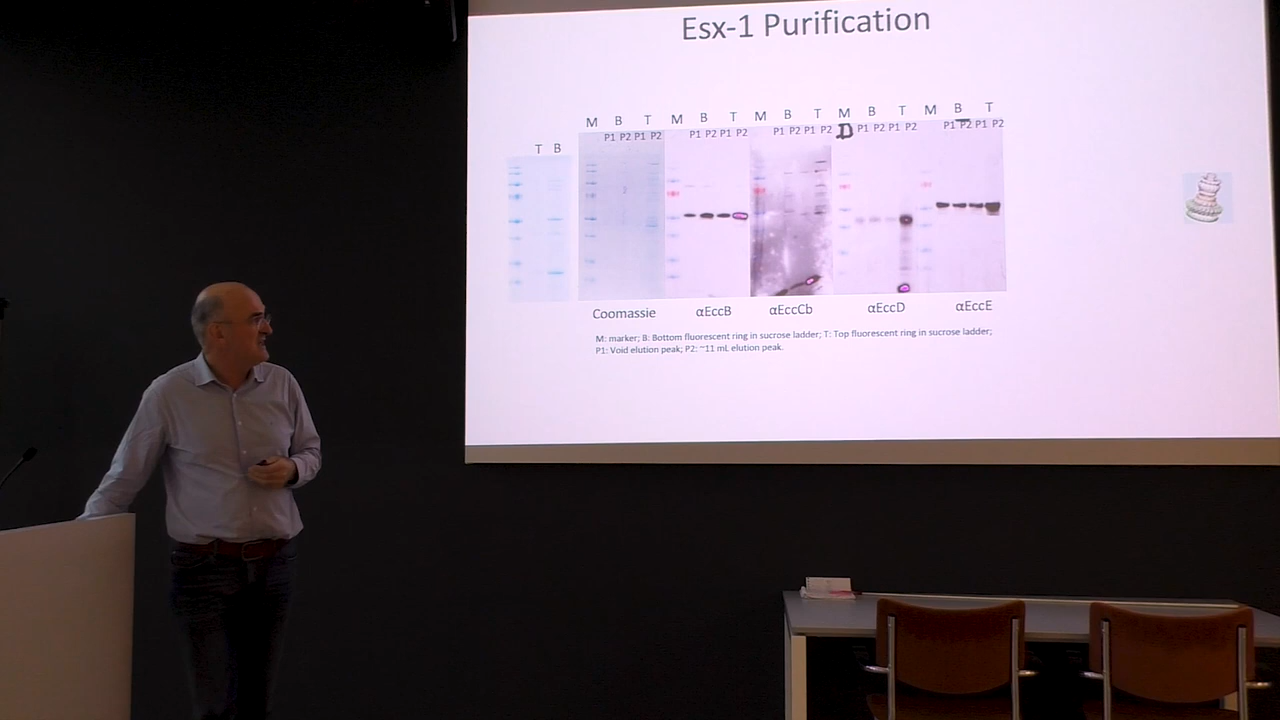 Esx-1 Purification
M B T M B T M B T M B T M B T
P1 P2 P1 P2 P1 P2 P1 P2 P1 P2 P1 P2 D P1 P2 P1 P2 P1 P2 P1 P2
T B
Coomassie αEccB αEccCb αEccD αEccE
M: marker; B: Bottom fluorescent ring in sucrose ladder; T: Top fluorescent ring in sucrose ladder;
P1: Void elution peak; P2: ~11 mL elution peak.